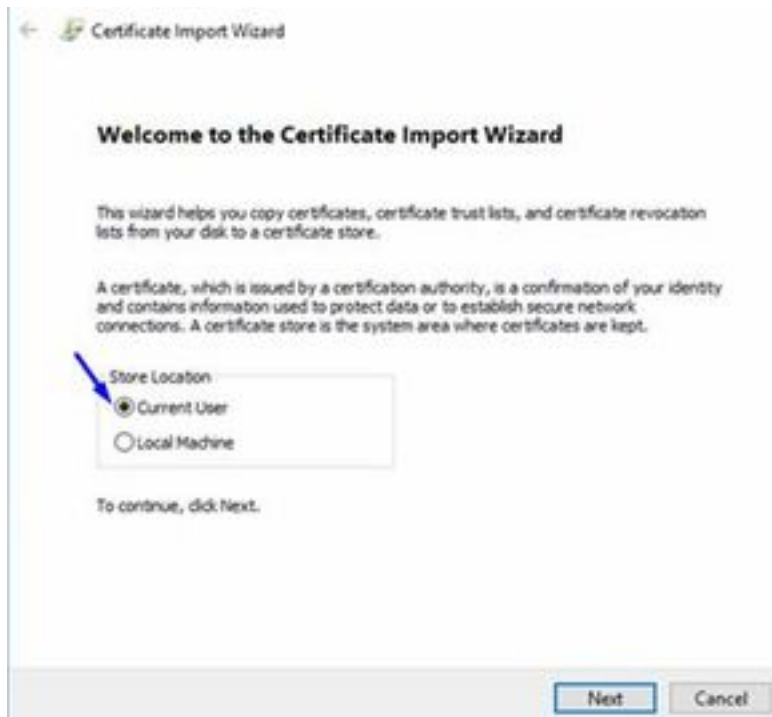 Certificate Import Wizard
Welcome to the Certificate Import Wizard
This wizard helps you copy certificates, certificate trust lists, and certificate revocation
lists from your disk to a certificate store.
A certificate, which is issued by a certification authority, is a confirmation of your identity
and contains information used to protect data or to establish secure network
connections. A certificate store is the system area where certificates are kept.
Store Location
Current User
Local Machine
To continue, click Next.
Next Cancel